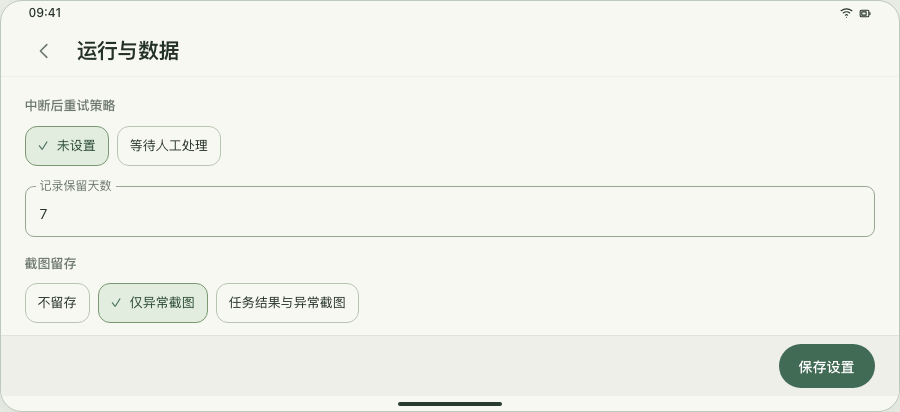 09:41
运行与数据
中断后重试策略
未设置
等待人工处理
记录保留天数
7
截图留存
不留存
仅异常截图
任务结果与异常截图
保存设置